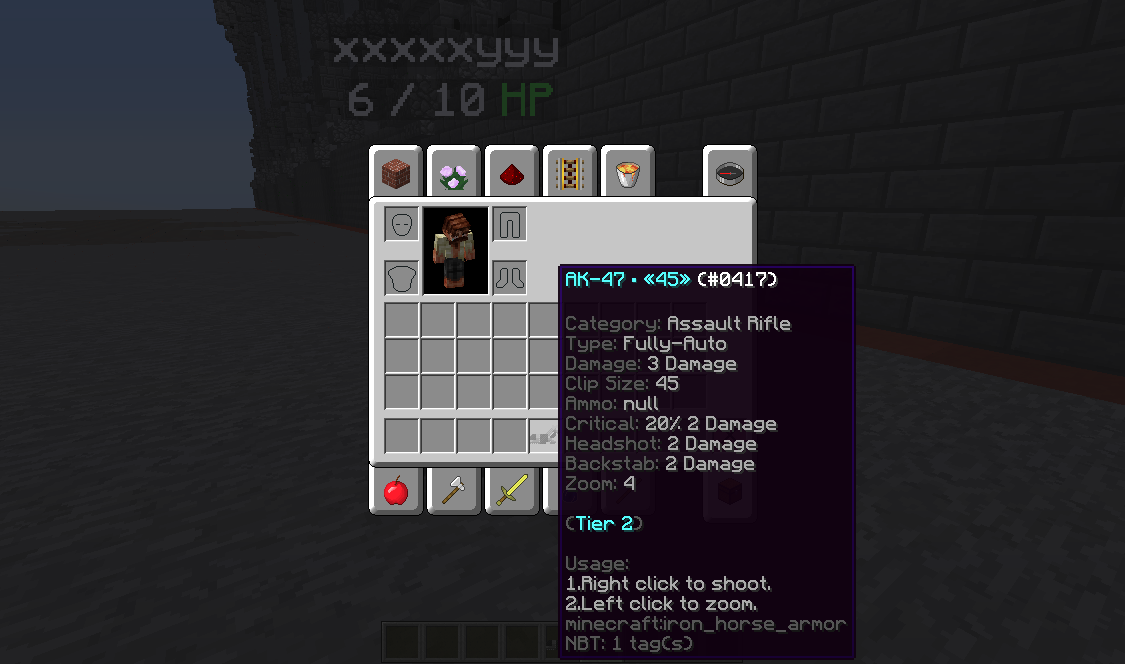 xxxxxyyy
6 / 10 HP
AK-47 • «45» (#0417)
Category: Assault Rifle
Type: Fully-Auto
Damage: 3 Damage
Clip Size: 45
Ammo: null
Critical: 20% 2 Damage
Headshot: 2 Damage
Backstab: 2 Damage
Zoom: 4
(Tier 2)
Usage:
1.Right click to shoot.
2.Left click to zoom.
minecraft:iron_horse_armor
NBT: 1 tag(s)